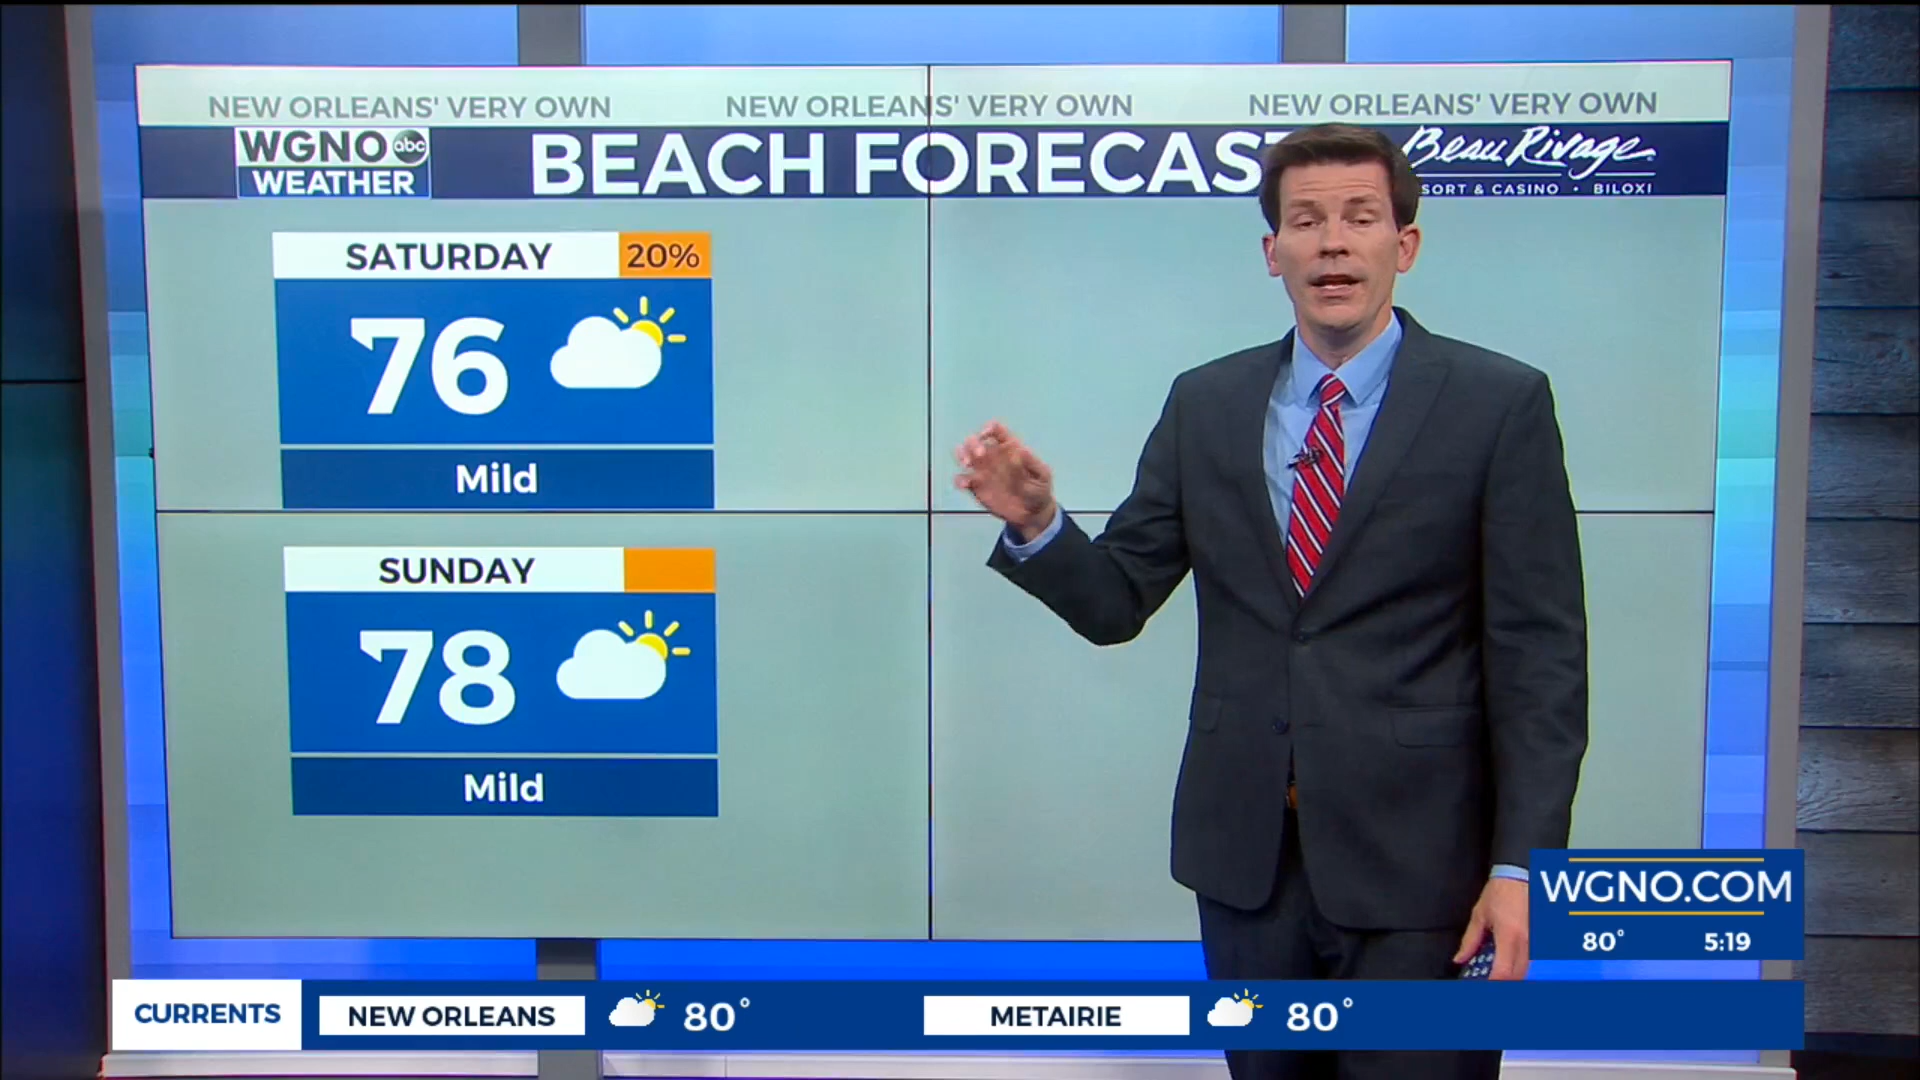 NEW ORLEANS' VERY OWN NEW ORLEANS' VERY OWN NEW ORLEANS' VERY OWN
WGNO abc
WEATHER
BEACH FORECAST
Beau Rivage
SORT & CASINO • BILOXI
SATURDAY 20%
76
Mild
SUNDAY
78
Mild
WGNO.COM
80° 5:19
CURRENTS NEW ORLEANS 80° METAIRIE 80°